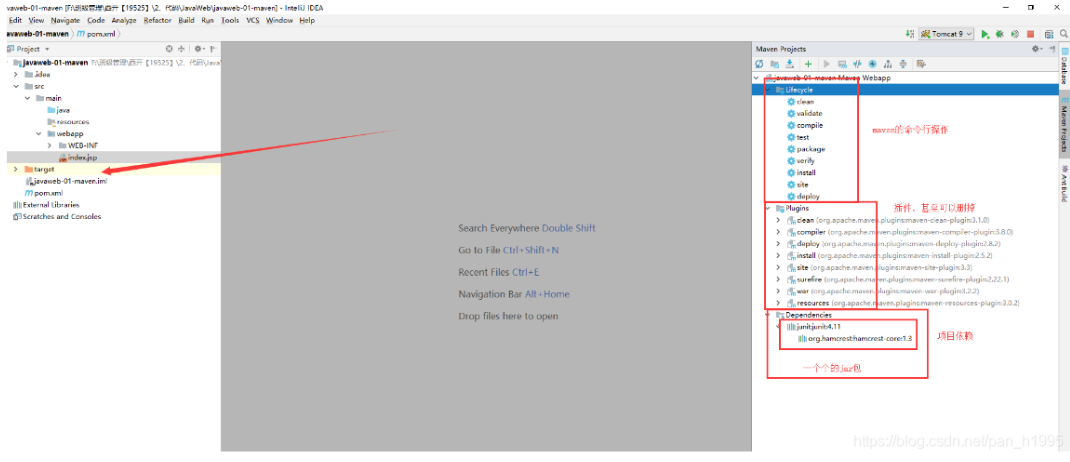 vaweb-01-maven [F:\班级管理\西开【19525】\2、代码\JavaWeb\javaweb-01-maven] - IntelliJ IDEA
Edit View Navigate Code Analyze Refactor Build Run Tools VCS Window Help
avaweb-01-maven pom.xml
Tomcat 9
Project
javaweb-01-maven F:\班级管理\西开【19525】\2、代码\Java
.idea
src
main
java
resources
webapp
WEB-INF
index.jsp
target
javaweb-01-maven.iml
pom.xml
External Libraries
Scratches and Consoles
Search Everywhere Double Shift
Go to File Ctrl+Shift+N
Recent Files Ctrl+E
Navigation Bar Alt+Home
Drop files here to open
Maven Projects
javaweb-01-maven Maven Webapp
Lifecycle
clean
validate
compile
test
package
verify
install
site
deploy
maven的命令行操作
Plugins
插件、甚至可以删掉
clean (org.apache.maven.plugins:maven-clean-plugin:3.1.0)
compiler (org.apache.maven.plugins:maven-compiler-plugin:3.8.0)
deploy (org.apache.maven.plugins:maven-deploy-plugin:2.8.2)
install (org.apache.maven.plugins:maven-install-plugin:2.5.2)
site (org.apache.maven.plugins:maven-site-plugin:3.3)
surefire (org.apache.maven.plugins:maven-surefire-plugin:2.22.1)
war (org.apache.maven.plugins:maven-war-plugin:3.2.2)
resources (org.apache.maven.plugins:maven-resources-plugin:3.0.2)
Dependencies
junit:junit:4.11
org.hamcrest:hamcrest-core:1.3
项目依赖
一个个的jar包
Database
Maven Projects
Ant Build
https://blog.csdn.net/pan_h1995